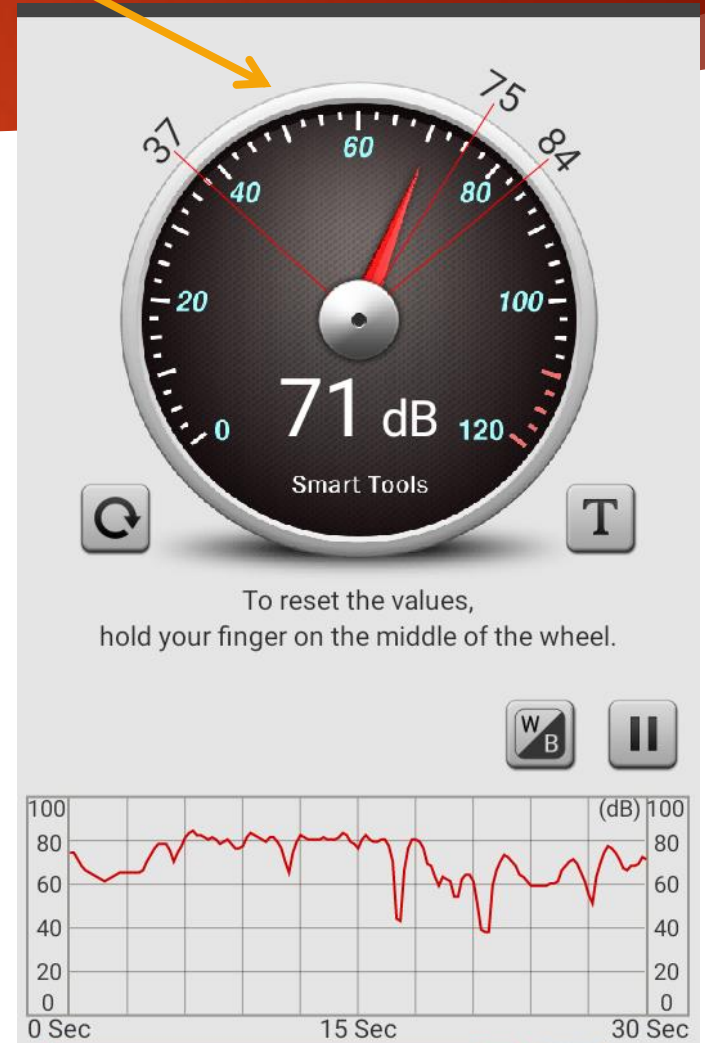 37
75
84
60
40
80
20
100
0
120
71 dB
Smart Tools
T
To reset the values,
hold your finger on the middle of the wheel.
W
B
100 (dB) 100
80 80
60 60
40 40
20 20
0 0
0 Sec 15 Sec 30 Sec